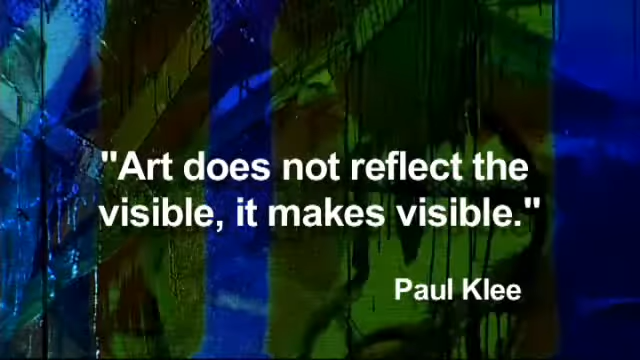 "Art does not reflect the
visible, it makes visible."
Paul Klee